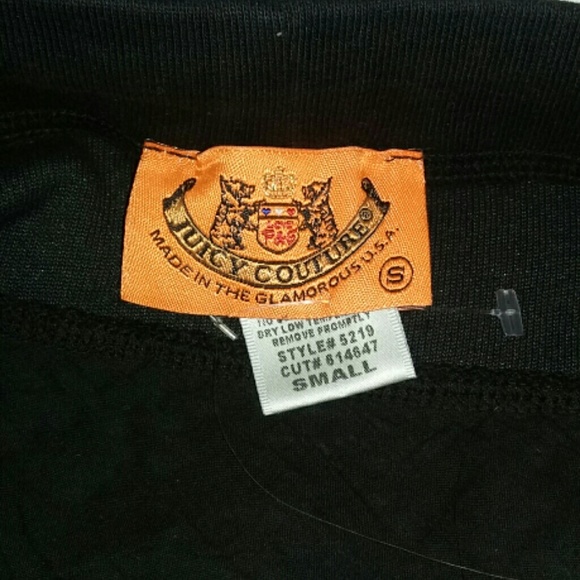 JUICY COUTURE®
MADE IN THE GLAMOROUS U.S.A.
S
DRY LOW
REMOVE PROMPTLY
STYLE# 5219
CUT# 614647
SMALL